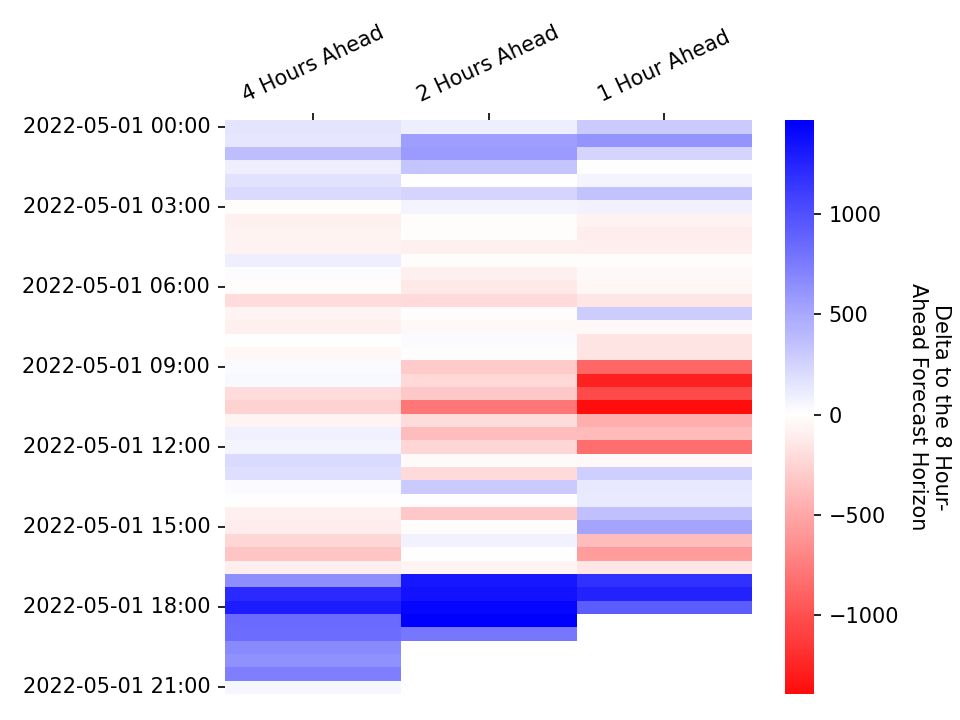 4 Hours Ahead
2 Hours Ahead
1 Hour Ahead
2022-05-01 00:00
2022-05-01 03:00
2022-05-01 06:00
2022-05-01 09:00
2022-05-01 12:00
2022-05-01 15:00
2022-05-01 18:00
2022-05-01 21:00
1000
500
0
−500
−1000
Delta to the 8 Hour-
Ahead Forecast Horizon